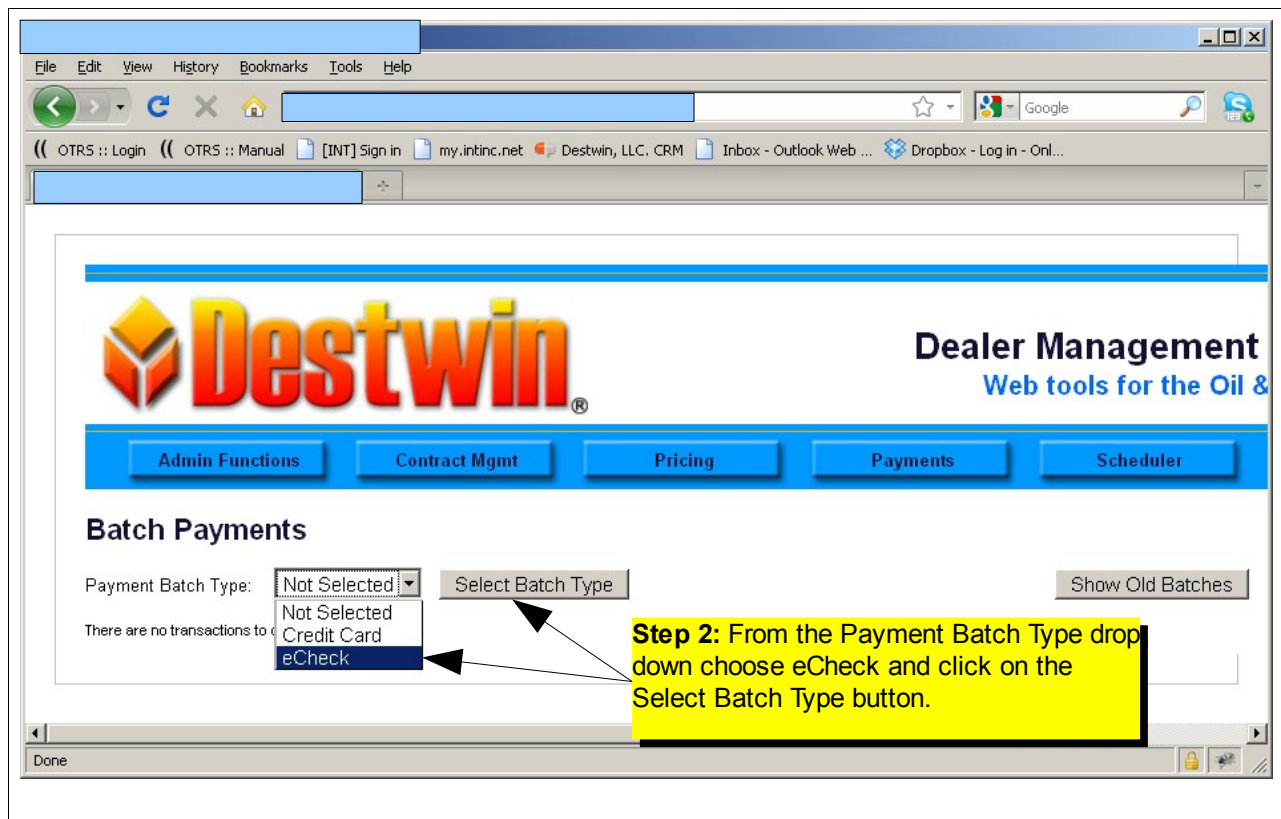 File Edit View History Bookmarks Tools Help
Google
OTRS :: Login OTRS :: Manual [INT] Sign in my.intinc.net Destwin, LLC. CRM Inbox - Outlook Web ... Dropbox - Log in - Onl...
Destwin®
Dealer Management
Web tools for the Oil &
Admin Functions Contract Mgmt Pricing Payments Scheduler
Batch Payments
Payment Batch Type: Not Selected Select Batch Type Show Old Batches
Not Selected
Credit Card
eCheck
There are no transactions to
Step 2: From the Payment Batch Type drop
down choose eCheck and click on the
Select Batch Type button.
Done